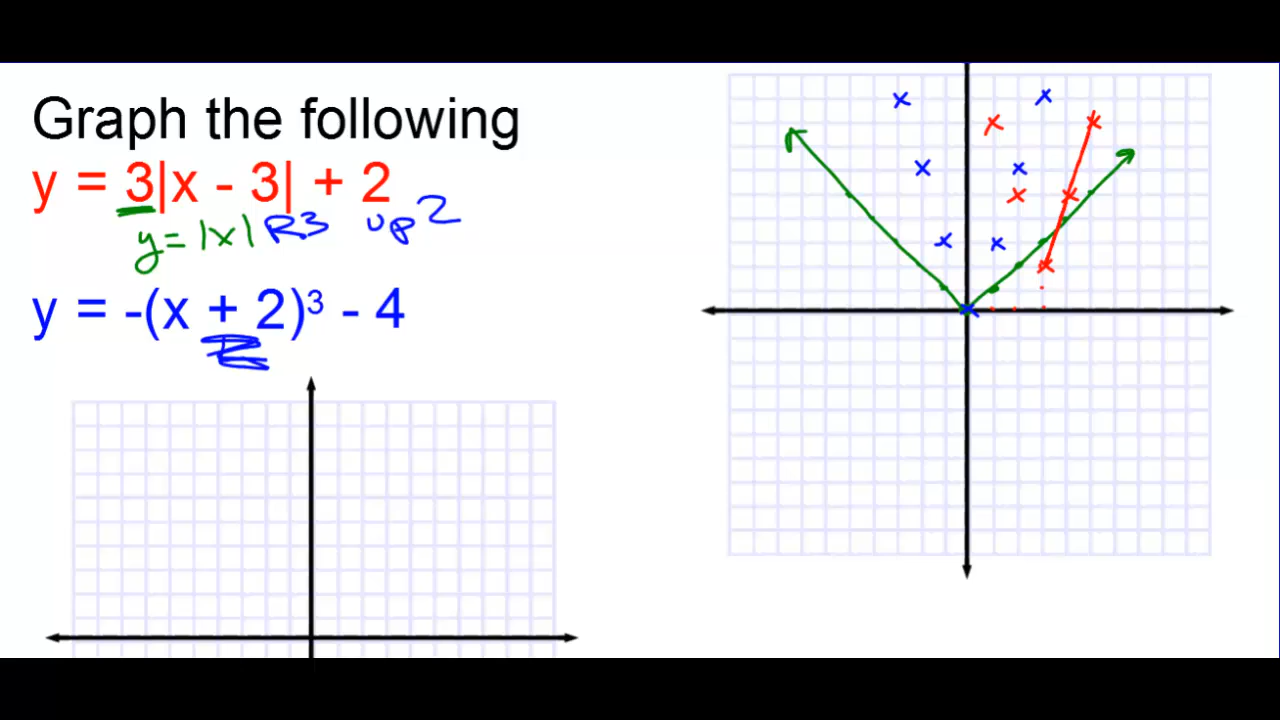 Graph the following
y = 3|x - 3| + 2
y = |x| R3 up 2
y = -(x + 2)³ - 4